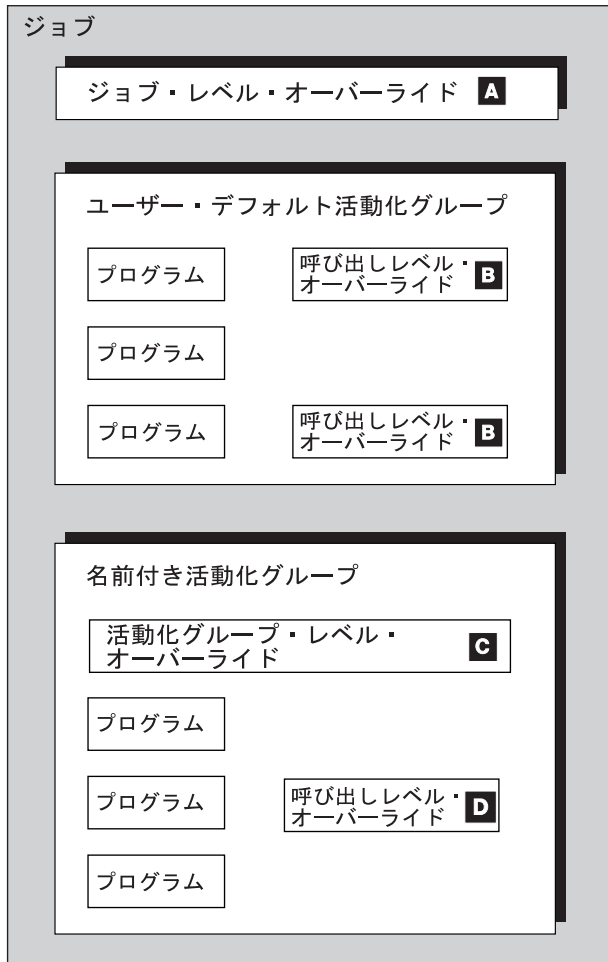 ジョブ
ジョブ・レベル・オーバーライド A
ユーザー・デフォルト活動化グループ
プログラム
呼び出しレベル・
オーバーライド B
プログラム
プログラム
呼び出しレベル・
オーバーライド B
名前付き活動化グループ
活動化グループ・レベル・
オーバーライド C
プログラム
プログラム
呼び出しレベル・
オーバーライド D
プログラム